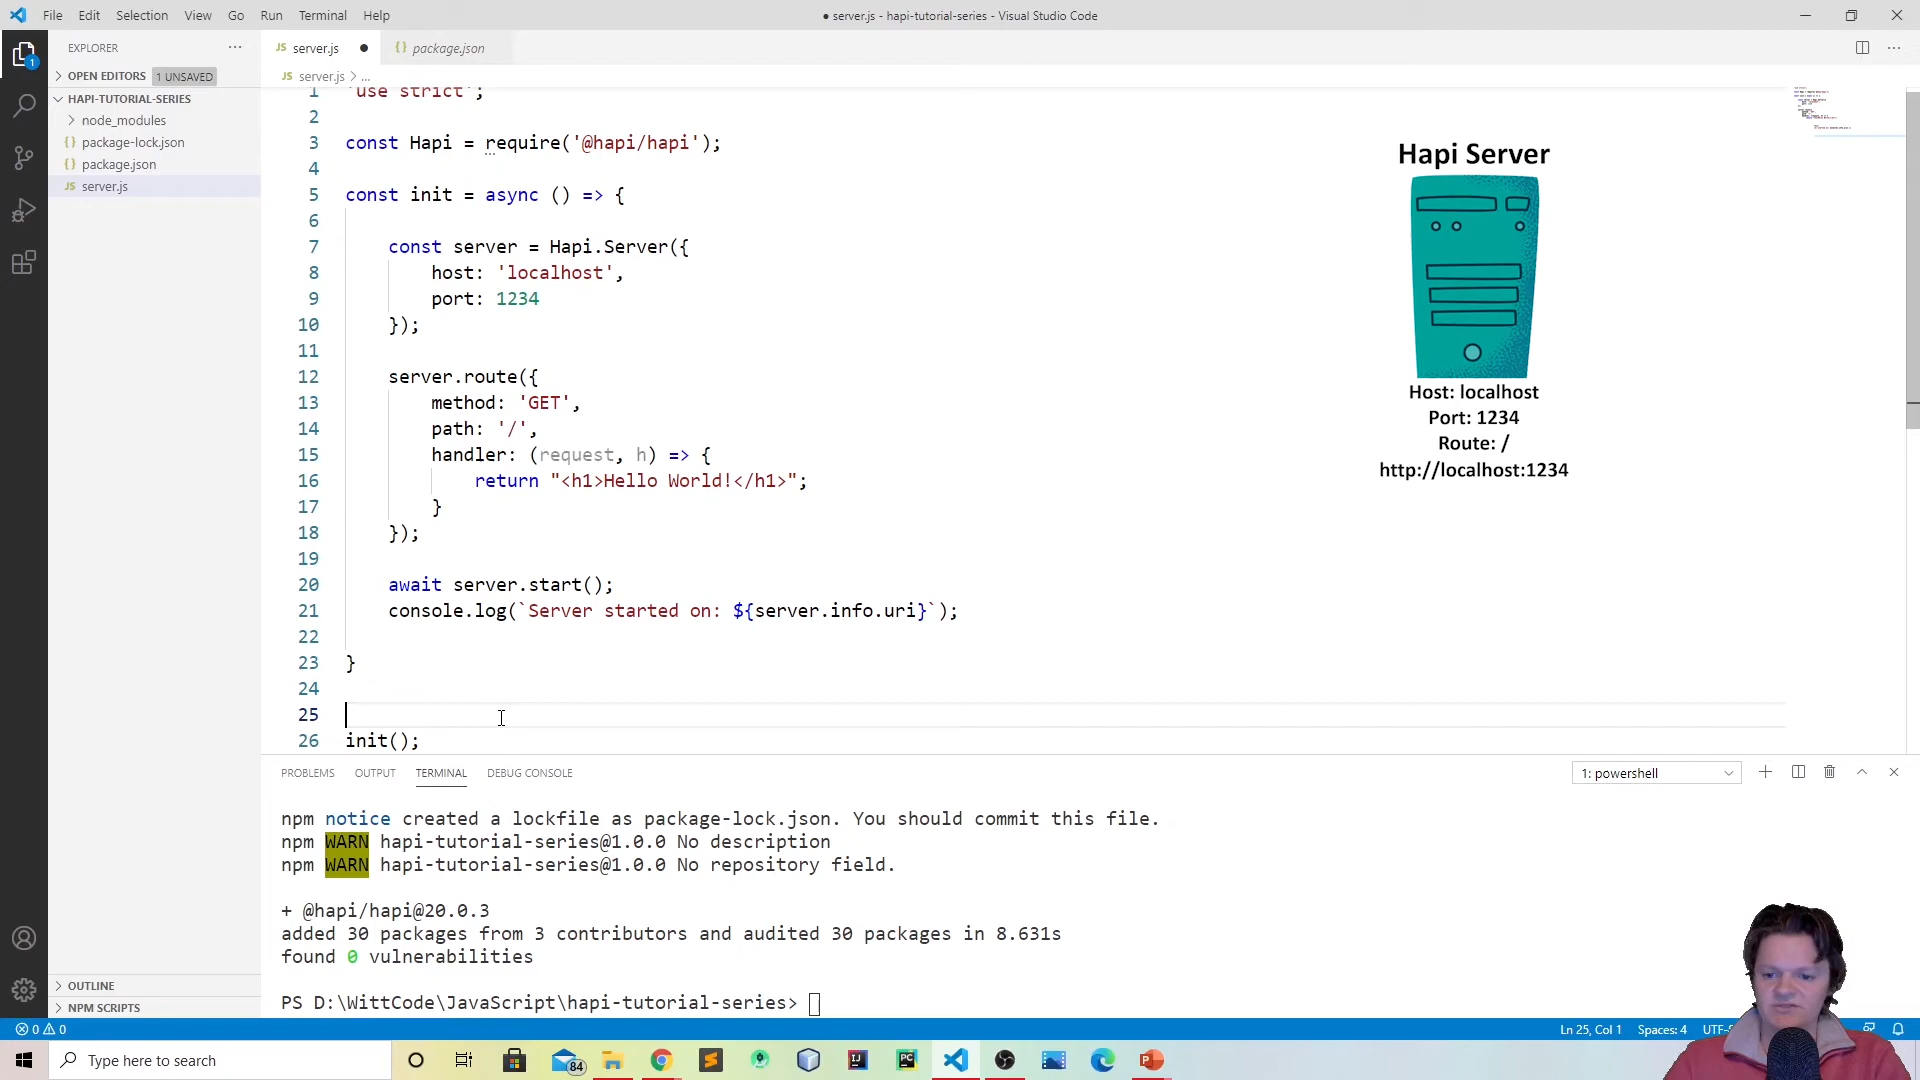 File Edit Selection View Go Run Terminal Help
● server.js - hapi-tutorial-series - Visual Studio Code
EXPLORER
JS server.js ●
{} package.json
OPEN EDITORS 1 UNSAVED
JS server.js > ...
HAPI-TUTORIAL-SERIES
node_modules
{} package-lock.json
{} package.json
JS server.js
1 'use strict';
2
3 const Hapi = require('@hapi/hapi');
4
5 const init = async () => {
6
7 const server = Hapi.Server({
8 host: 'localhost',
9 port: 1234
10 });
11
12 server.route({
13 method: 'GET',
14 path: '/',
15 handler: (request, h) => {
16 return "<h1>Hello World!</h1>";
17 }
18 });
19
20 await server.start();
21 console.log(`Server started on: ${server.info.uri}`);
22
23 }
24
25
26 init();
Hapi Server
Host: localhost
Port: 1234
Route: /
http://localhost:1234
PROBLEMS OUTPUT TERMINAL DEBUG CONSOLE
1: powershell
npm notice created a lockfile as package-lock.json. You should commit this file.
npm WARN hapi-tutorial-series@1.0.0 No description
npm WARN hapi-tutorial-series@1.0.0 No repository field.
+ @hapi/hapi@20.0.3
added 30 packages from 3 contributors and audited 30 packages in 8.631s
found 0 vulnerabilities
PS D:\WittCode\JavaScript\hapi-tutorial-series>
OUTLINE
NPM SCRIPTS
1
0 0
Ln 25, Col 1 Spaces: 4
Type here to search
84
IJ
PC
P